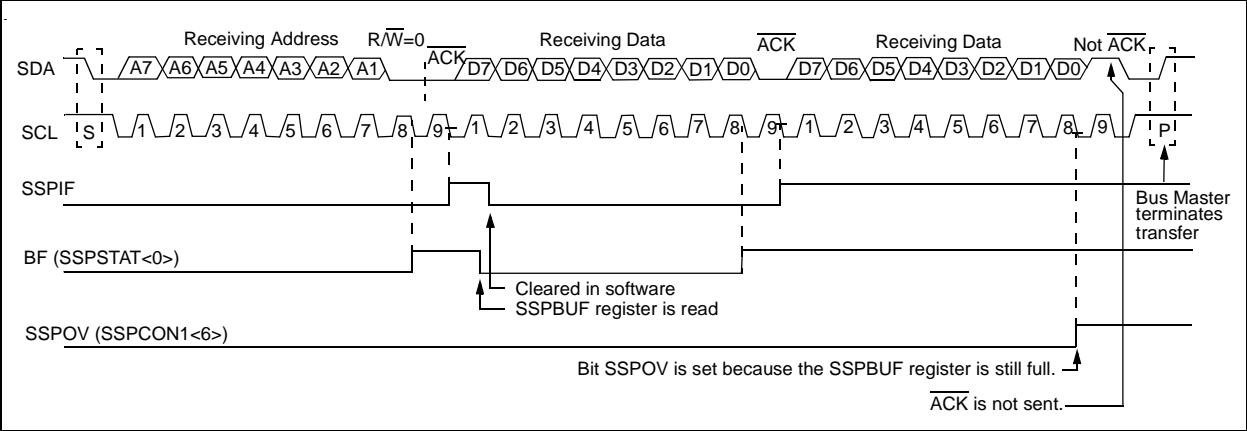 Receiving Address R/W=0 ACK Receiving Data ACK Receiving Data Not ACK
SDA A7 A6 A5 A4 A3 A2 A1 D7 D6 D5 D4 D3 D2 D1 D0 D7 D6 D5 D4 D3 D2 D1 D0
SCL S 1 2 3 4 5 6 7 8 9 1 2 3 4 5 6 7 8 9 1 2 3 4 5 6 7 8 9 P
SSPIF
Bus Master
terminates
transfer
BF (SSPSTAT<0>)
Cleared in software
SSPBUF register is read
SSPOV (SSPCON1<6>)
Bit SSPOV is set because the SSPBUF register is still full.
ACK is not sent.